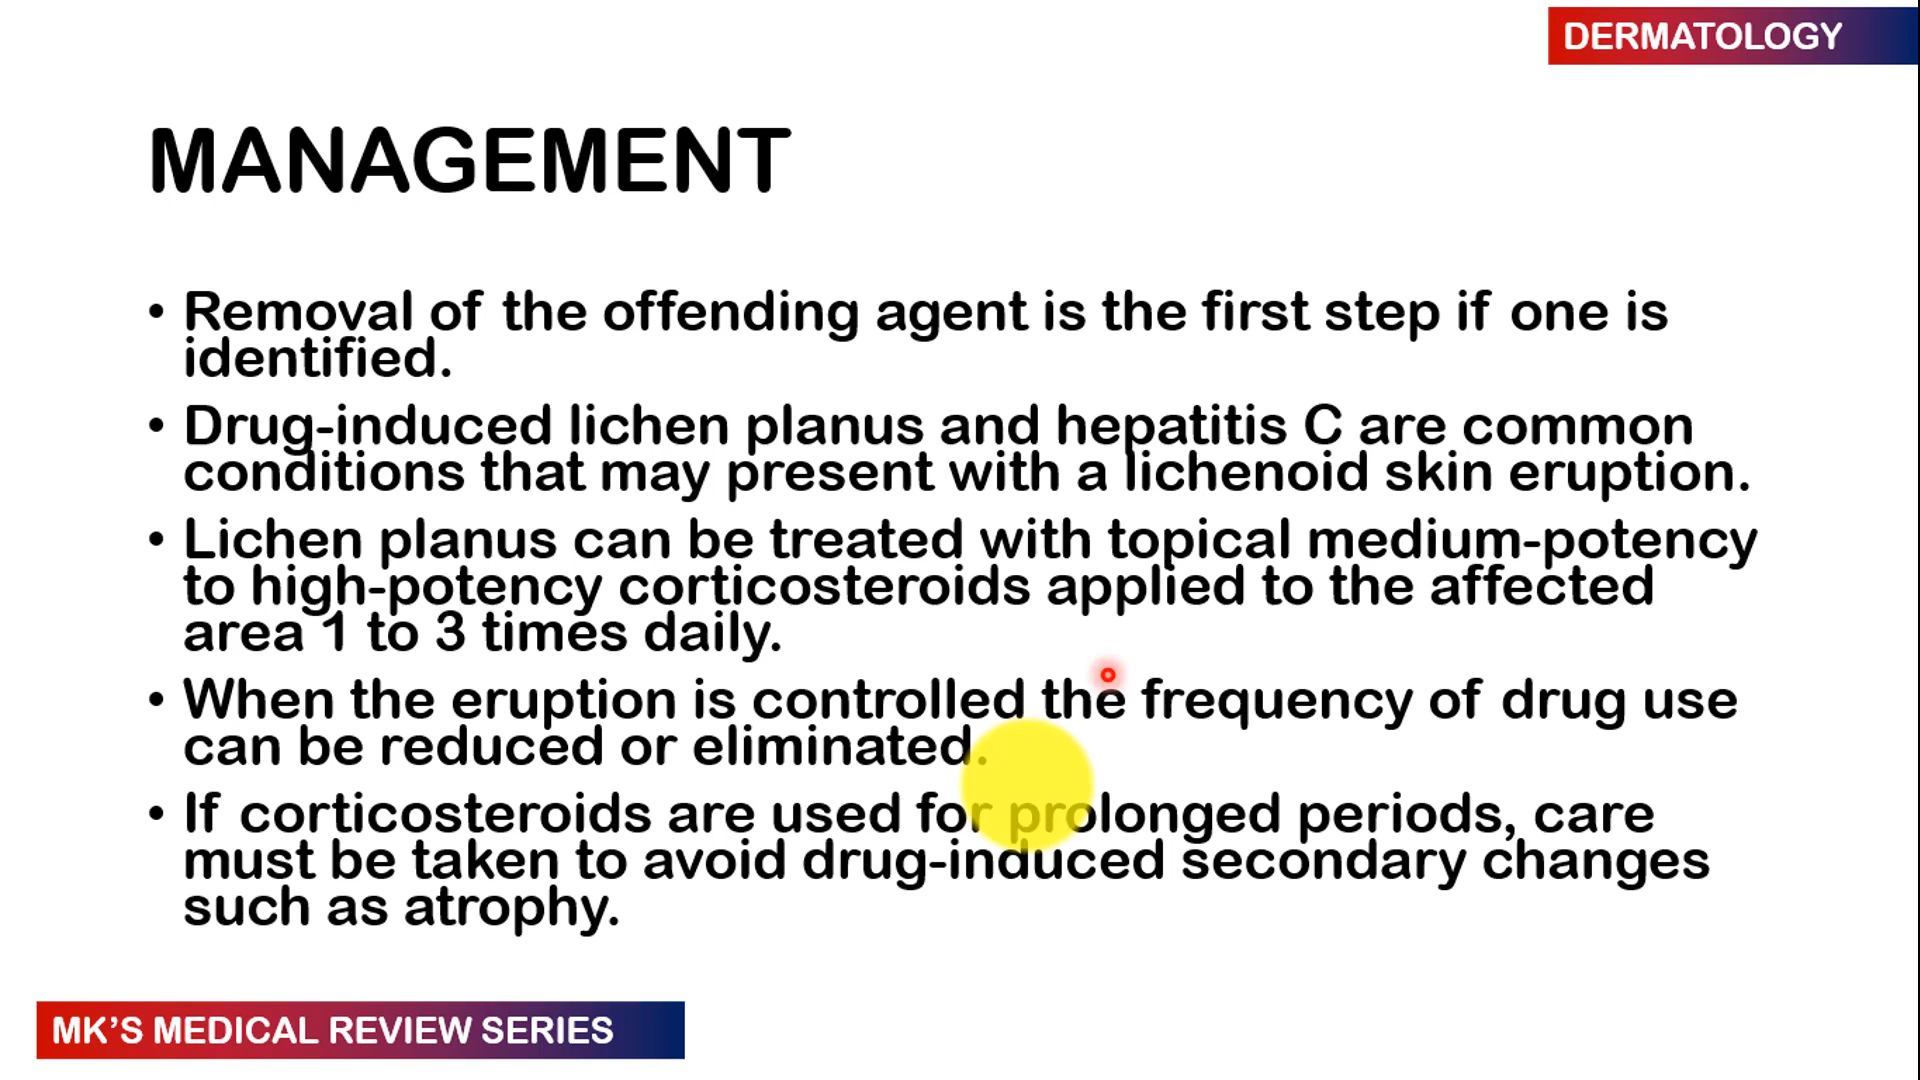 DERMATOLOGY
MANAGEMENT
• Removal of the offending agent is the first step if one is
identified.
• Drug-induced lichen planus and hepatitis C are common
conditions that may present with a lichenoid skin eruption.
• Lichen planus can be treated with topical medium-potency
to high-potency corticosteroids applied to the affected
area 1 to 3 times daily.
• When the eruption is controlled the frequency of drug use
can be reduced or eliminated.
• If corticosteroids are used for prolonged periods, care
must be taken to avoid drug-induced secondary changes
such as atrophy.
MK’S MEDICAL REVIEW SERIES